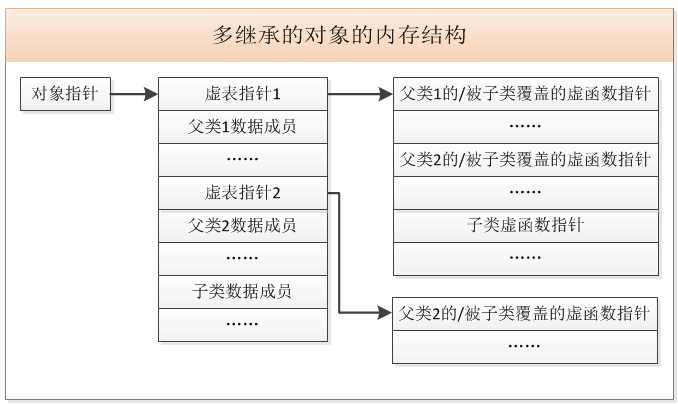 多继承的对象的内存结构
对象指针
虚表指针1
父类1数据成员
……
虚表指针2
父类2数据成员
……
子类数据成员
……
父类1的/被子类覆盖的虚函数指针
……
父类2的/被子类覆盖的虚函数指针
……
子类虚函数指针
……
父类2的/被子类覆盖的虚函数指针
……